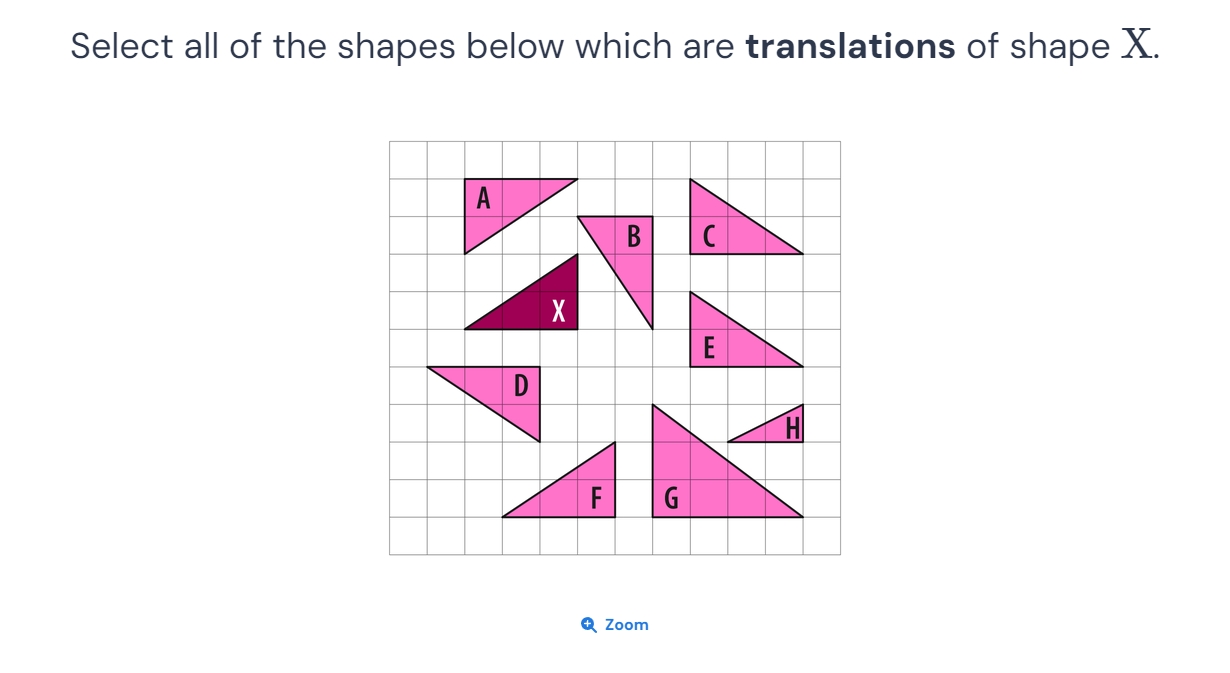 Select all of the shapes below which are translations of shape X.
A
B
C
X
E
D
H
F
G
Zoom